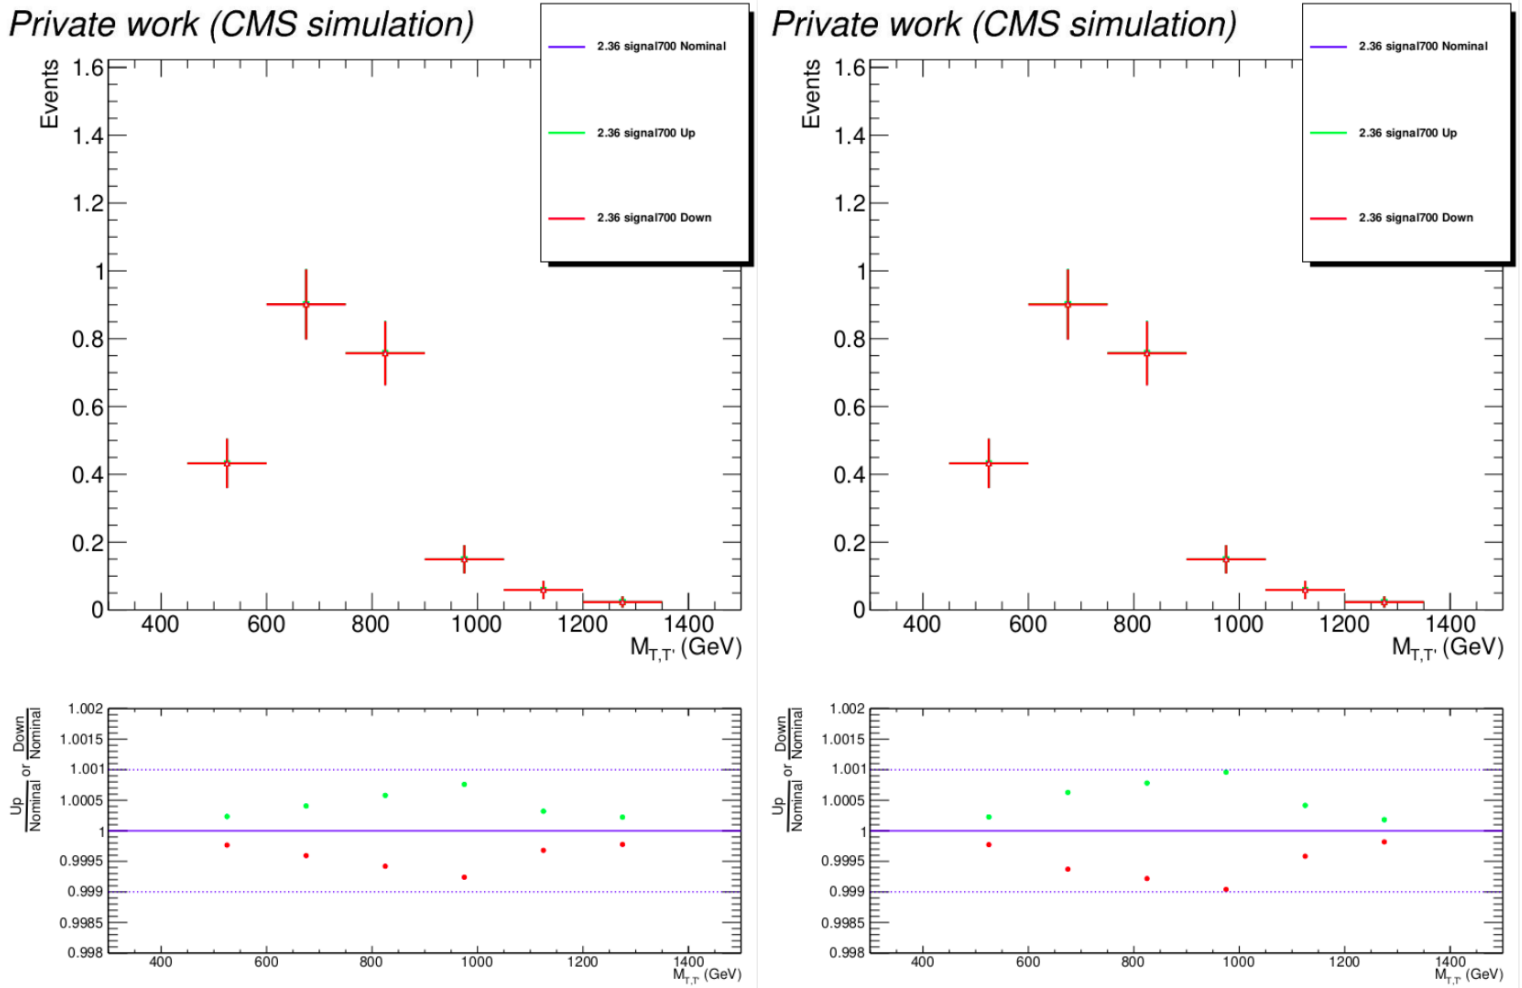 Private work (CMS simulation)
2.36 signal700 Nominal
2.36 signal700 Up
2.36 signal700 Down
Events
1.6
1.4
1.2
1
0.8
0.6
0.4
0.2
0
400 600 800 1000 1200 1400
M_T,T' (GeV)
Up
Nominal
or
Down
Nominal
1.002
1.0015
1.001
1.0005
1
0.9995
0.999
0.9985
0.998
400 600 800 1000 1200 1400
M_T,T' (GeV)
Private work (CMS simulation)
2.36 signal700 Nominal
2.36 signal700 Up
2.36 signal700 Down
Events
1.6
1.4
1.2
1
0.8
0.6
0.4
0.2
0
400 600 800 1000 1200 1400
M_T,T' (GeV)
Up
Nominal
or
Down
Nominal
1.002
1.0015
1.001
1.0005
1
0.9995
0.999
0.9985
0.998
400 600 800 1000 1200 1400
M_T,T' (GeV)